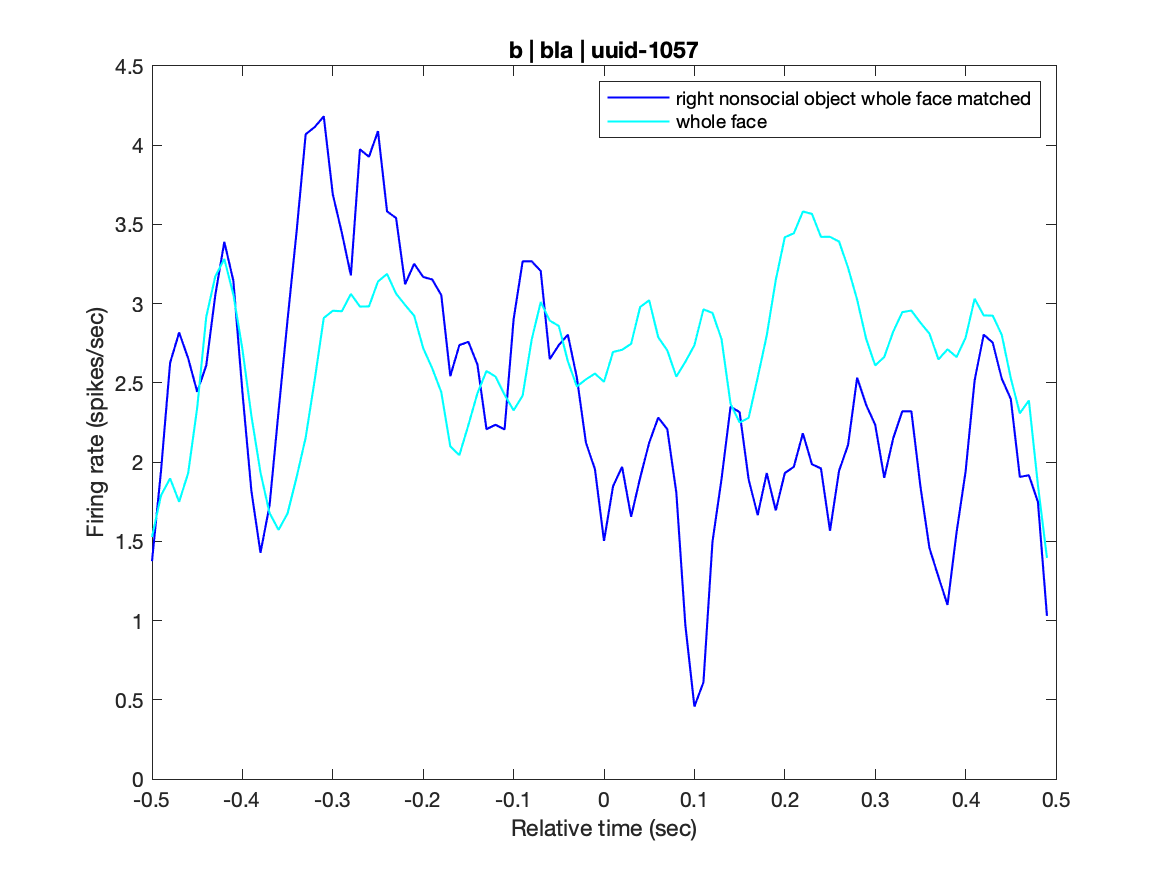 b | bla | uuid-1057
right nonsocial object whole face matched
whole face
Firing rate (spikes/sec)
4.5
4
3.5
3
2.5
2
1.5
1
0.5
0
-0.5 -0.4 -0.3 -0.2 -0.1 0 0.1 0.2 0.3 0.4 0.5
Relative time (sec)